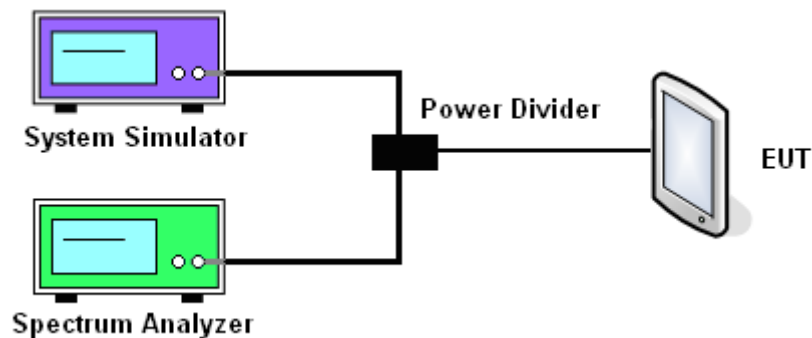 System Simulator
Power Divider
EUT
Spectrum Analyzer